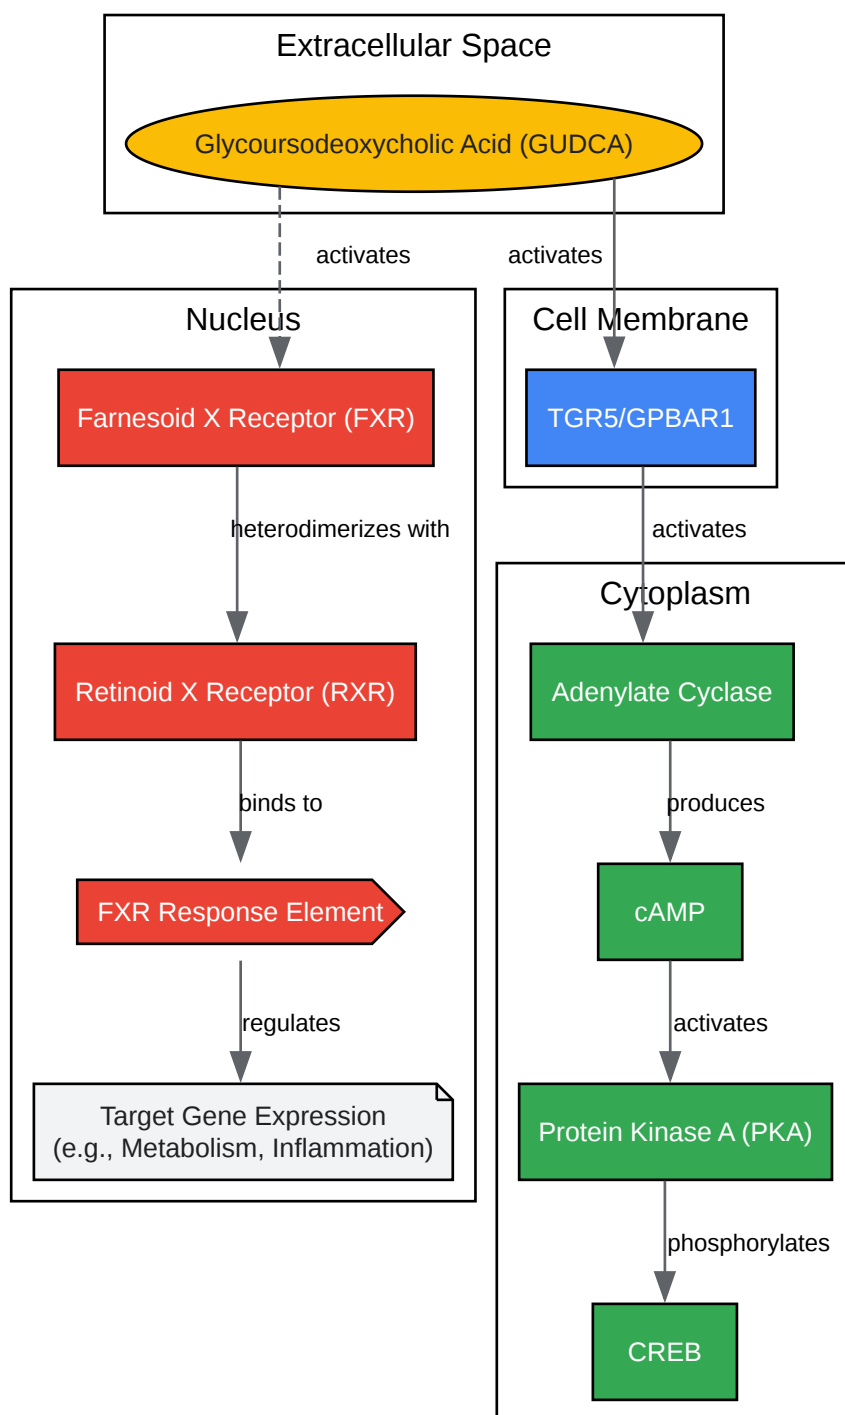 Extracellular Space
Glycoursodeoxycholic Acid (GUDCA)
activates
activates
Nucleus
Cell Membrane
Farnesoid X Receptor (FXR)
TGR5/GPBAR1
heterodimerizes with
activates
Cytoplasm
Retinoid X Receptor (RXR)
Adenylate Cyclase
binds to
produces
FXR Response Element
cAMP
regulates
activates
Target Gene Expression
(e.g., Metabolism, Inflammation)
Protein Kinase A (PKA)
phosphorylates
CREB